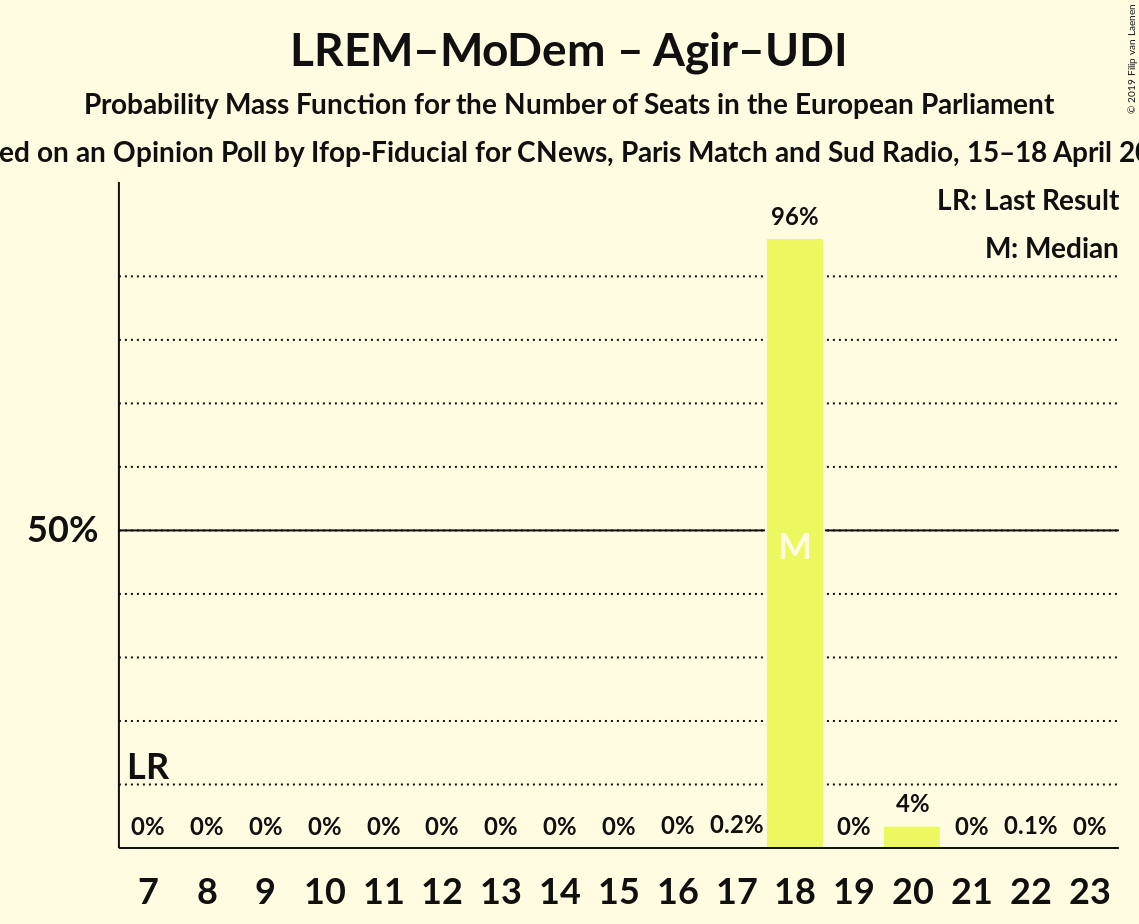 LREM–MoDem – Agir–UDI
Probability Mass Function for the Number of Seats in the European Parliament
ed on an Opinion Poll by Ifop-Fiducial for CNews, Paris Match and Sud Radio, 15–18 April 20
© 2019 Filip van Laenen
LR: Last Result
M: Median
96%
50%
M
LR
0% 0% 0% 0% 0% 0% 0% 0% 0% 0% 0.2% 0% 4% 0% 0.1% 0%
7 8 9 10 11 12 13 14 15 16 17 18 19 20 21 22 23